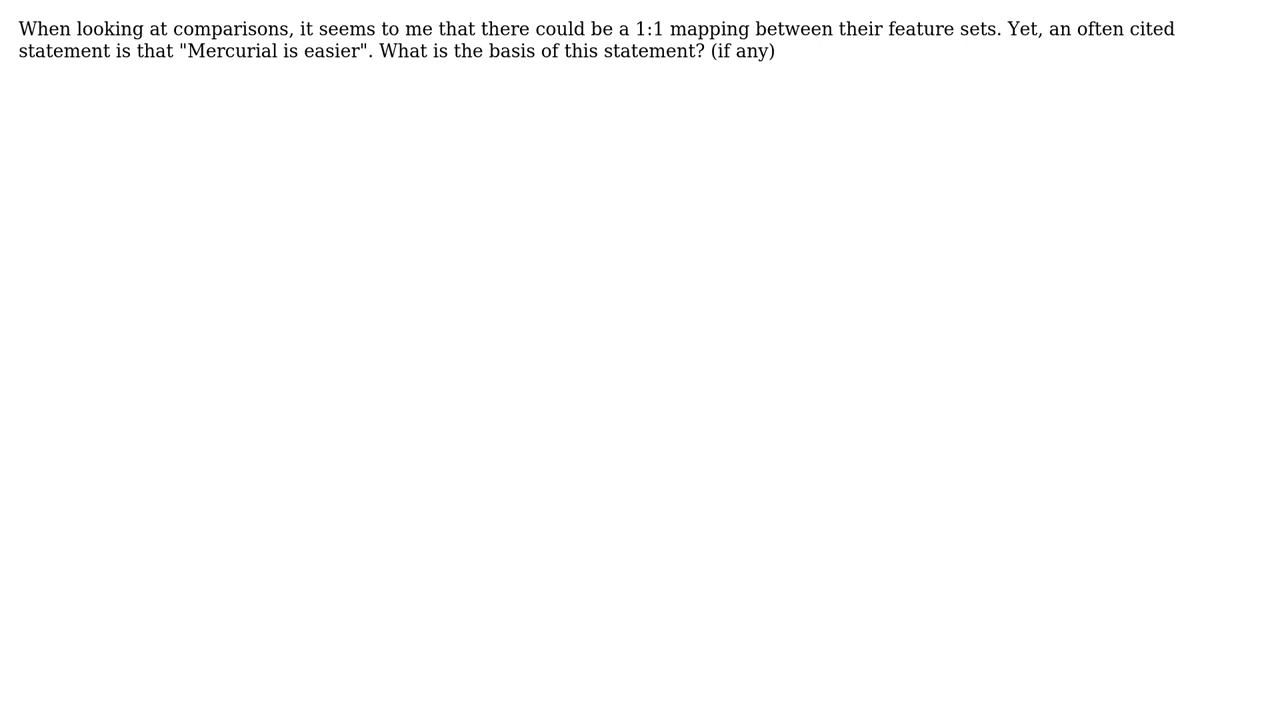 When looking at comparisons, it seems to me that there could be a 1:1 mapping between their feature sets. Yet, an often cited
statement is that "Mercurial is easier". What is the basis of this statement? (if any)